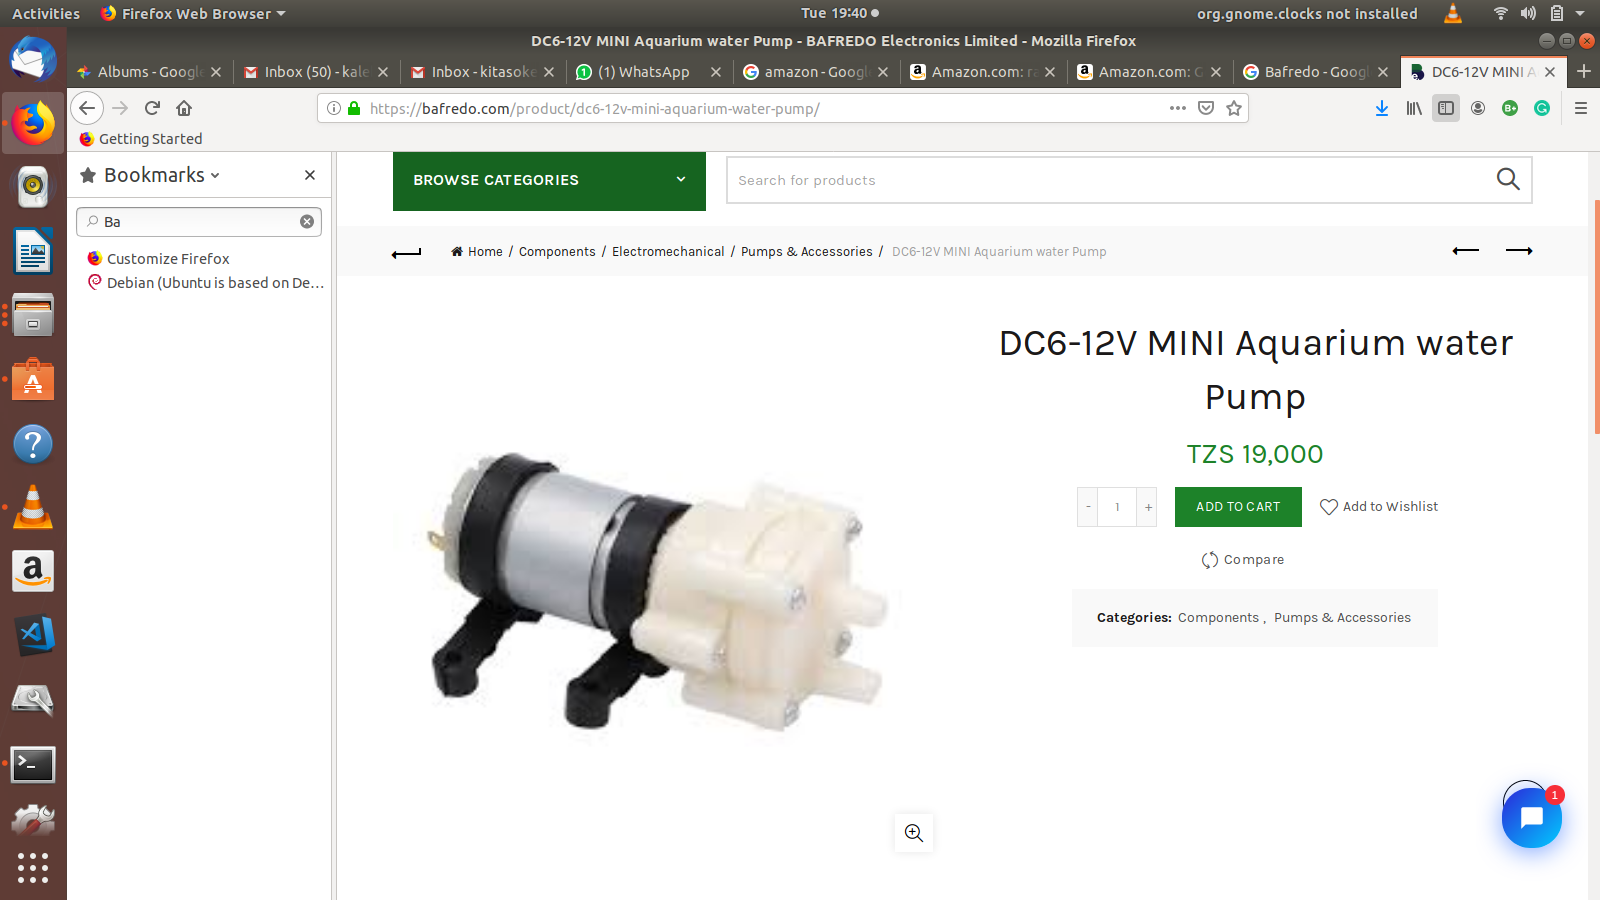 Activities
Firefox Web Browser
Tue 19:40
org.gnome.clocks not installed
DC6-12V MINI Aquarium water Pump - BAFREDO Electronics Limited - Mozilla Firefox
Albums - Google
Inbox (50) - kale
Inbox - kitasoke
(1) WhatsApp
amazon - Google
Amazon.com: ra
Amazon.com: G
Bafredo - Googl
DC6-12V MINI A
https://bafredo.com/product/dc6-12v-mini-aquarium-water-pump/
Getting Started
Bookmarks
Ba
Customize Firefox
Debian (Ubuntu is based on De...
BROWSE CATEGORIES
Search for products
Home / Components / Electromechanical / Pumps & Accessories / DC6-12V MINI Aquarium water Pump
DC6-12V MINI Aquarium water
Pump
TZS 19,000
- 1 +
ADD TO CART
Add to Wishlist
Compare
Categories: Components , Pumps & Accessories
1